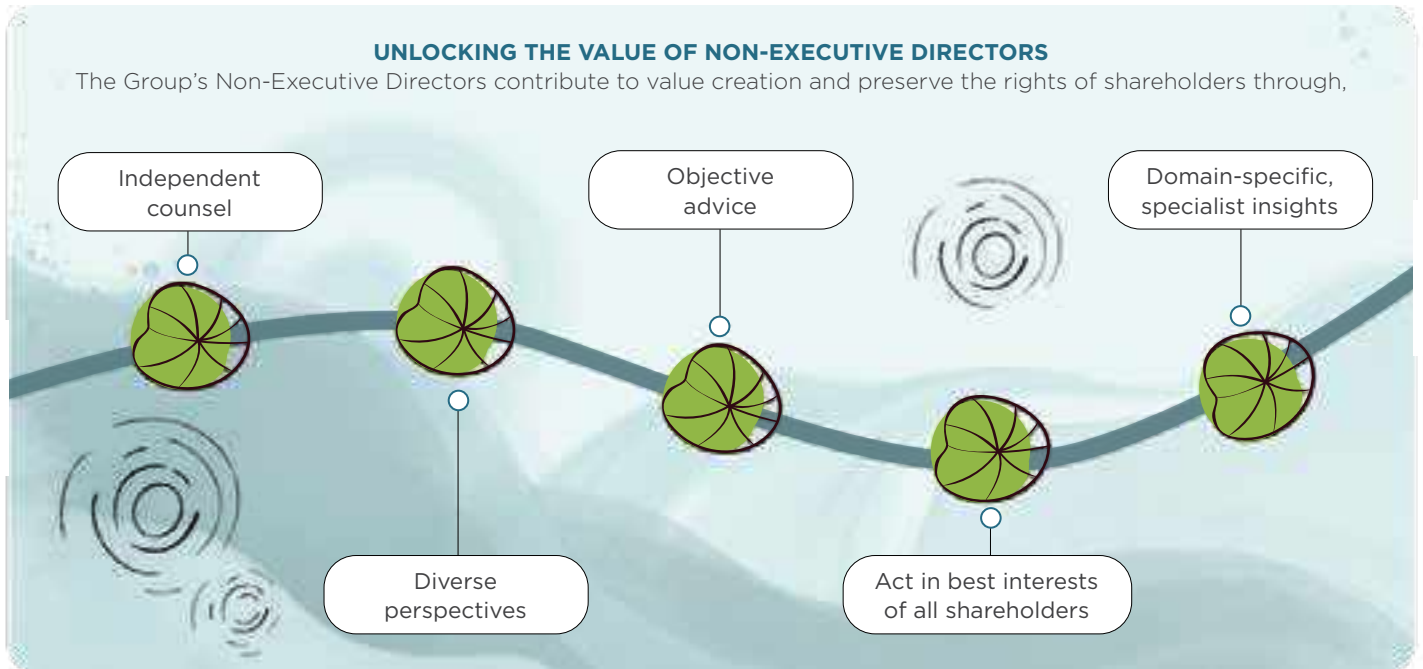 UNLOCKING THE VALUE OF NON-EXECUTIVE DIRECTORS
The Group's Non-Executive Directors contribute to value creation and preserve the rights of shareholders through,
Independent
counsel
Diverse
perspectives
Objective
advice
Act in best interests
of all shareholders
Domain-specific,
specialist insights